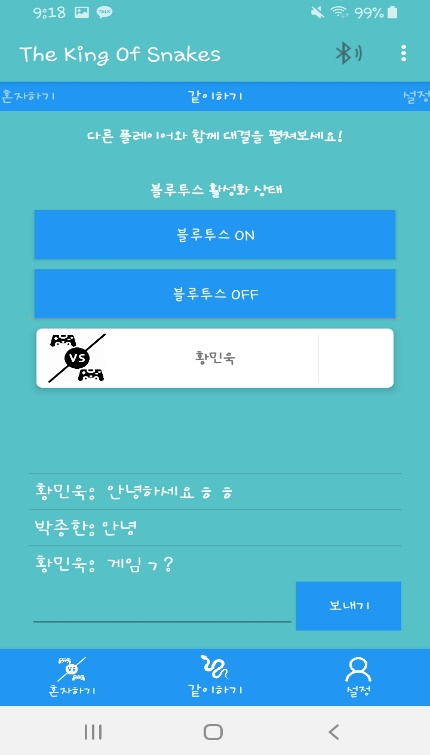 9:18 TALK 99%
The King Of Snakes
혼자하기 같이하기 설정
다른 플레이어와 함께 대결을 펼쳐보세요!
블루투스 활성화 상태
블루투스 ON
블루투스 OFF
VS 황민욱
황민욱: 안녕하세요 ㅎ ㅎ
박종한: 안녕
황민욱: 게임 ㄱ?
보내기
VS
혼자하기 같이하기 설정